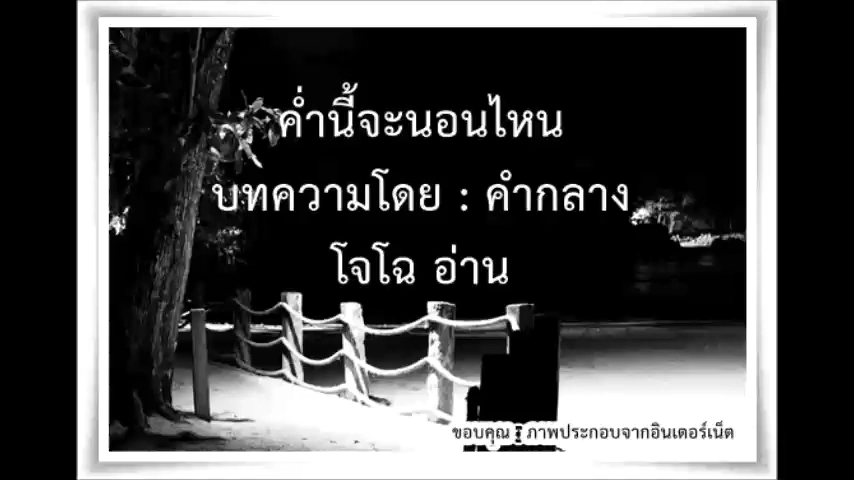 ค่ำนี้จะนอนไหน
บทความโดย : คำกลาง
โจโฉ อ่าน
ขอบคุณ : ภาพประกอบจากอินเตอร์เน็ต